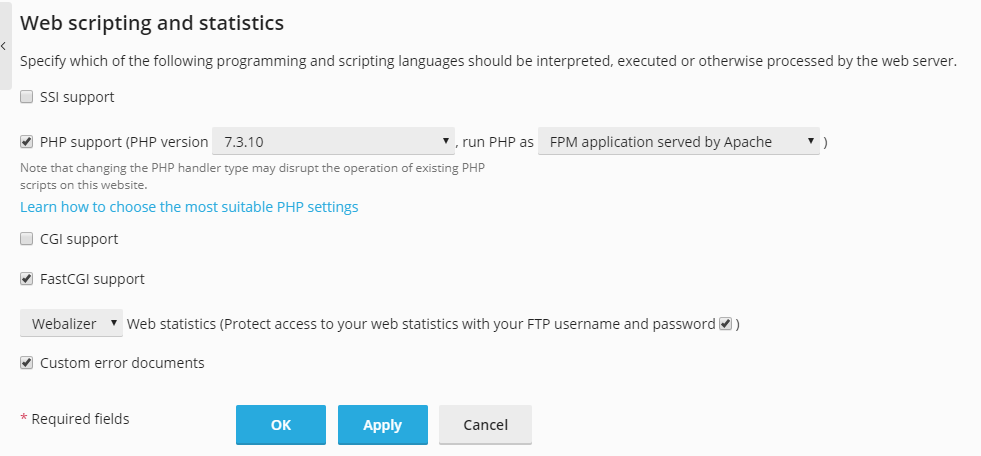 Web scripting and statistics
Specify which of the following programming and scripting languages should be interpreted, executed or otherwise processed by the web server.
SSI support
PHP support (PHP version 7.3.10 , run PHP as FPM application served by Apache )
Note that changing the PHP handler type may disrupt the operation of existing PHP
scripts on this website.
Learn how to choose the most suitable PHP settings
CGI support
FastCGI support
Webalizer Web statistics (Protect access to your web statistics with your FTP username and password )
Custom error documents
* Required fields OK Apply Cancel